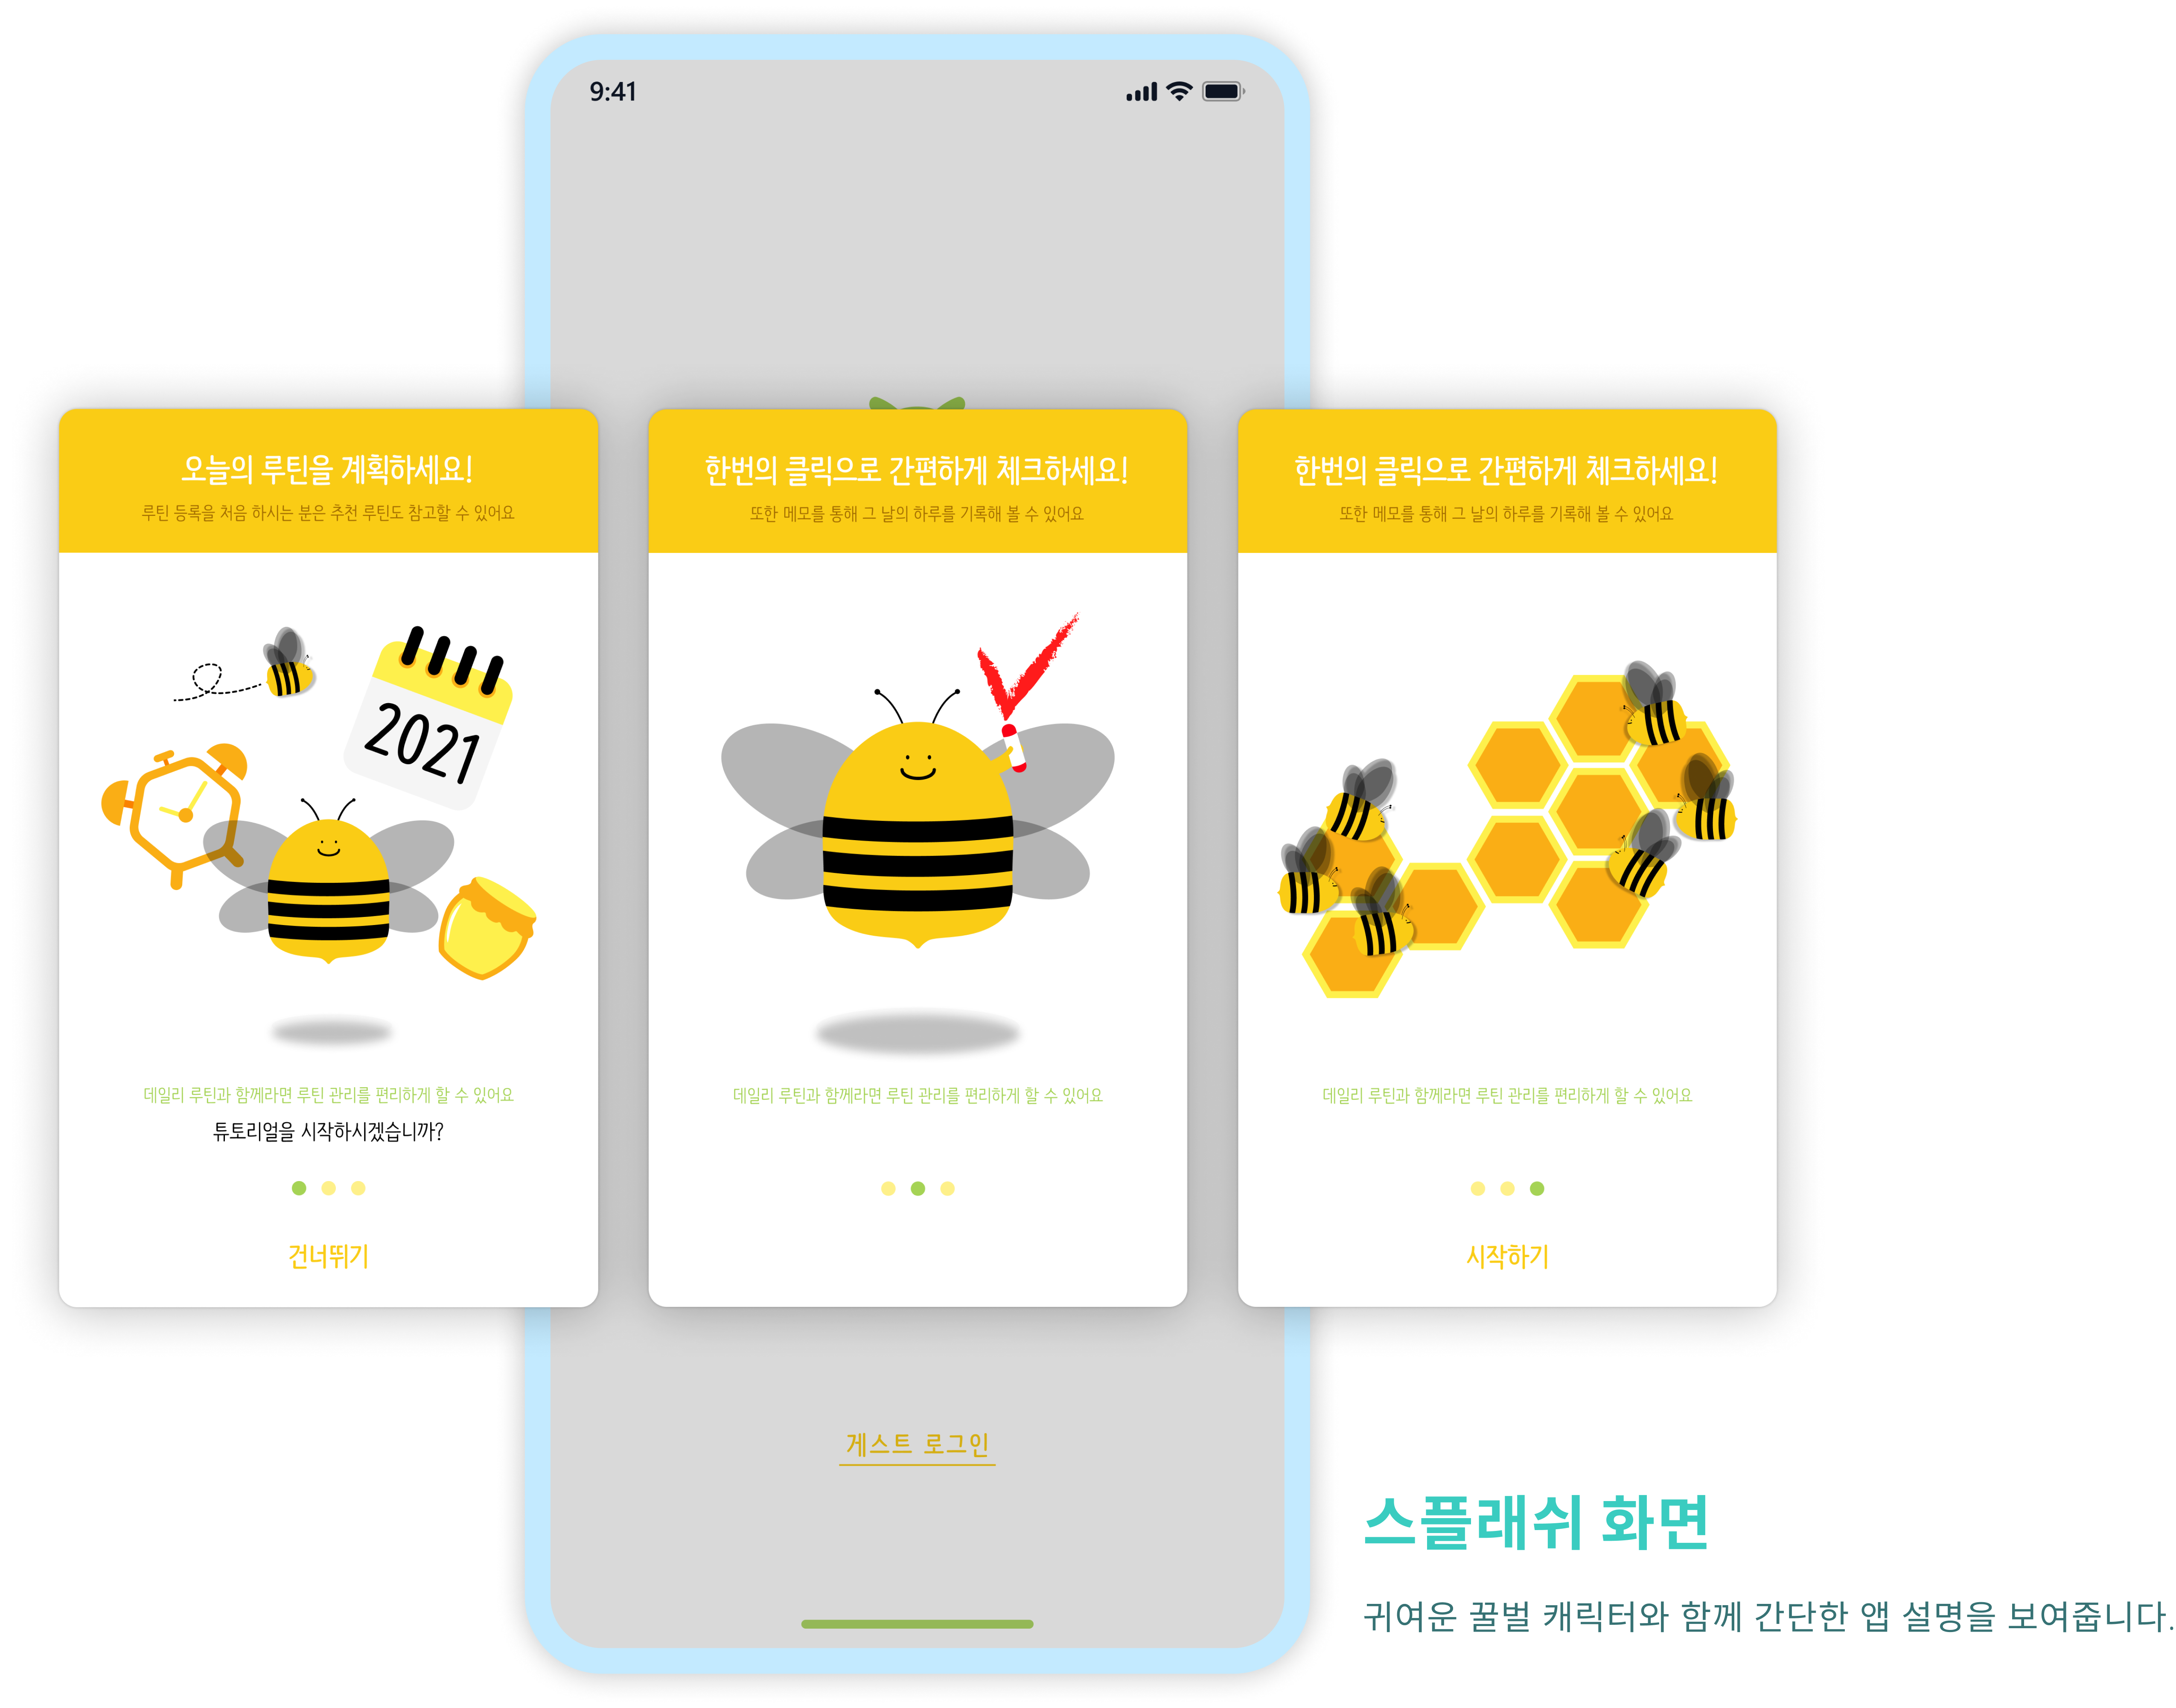 9:41
오늘의 루틴을 계획하세요!
루틴 등록을 처음 하시는 분은 추천 루틴도 참고할 수 있어요
2021
데일리 루틴과 함께라면 루틴 관리를 편리하게 할 수 있어요
튜토리얼을 시작하시겠습니까?
건너뛰기
한번의 클릭으로 간편하게 체크하세요!
또한 메모를 통해 그 날의 하루를 기록해 볼 수 있어요
데일리 루틴과 함께라면 루틴 관리를 편리하게 할 수 있어요
한번의 클릭으로 간편하게 체크하세요!
또한 메모를 통해 그 날의 하루를 기록해 볼 수 있어요
데일리 루틴과 함께라면 루틴 관리를 편리하게 할 수 있어요
시작하기
게스트 로그인
스플래쉬 화면
귀여운 꿀벌 캐릭터와 함께 간단한 앱 설명을 보여줍니다.